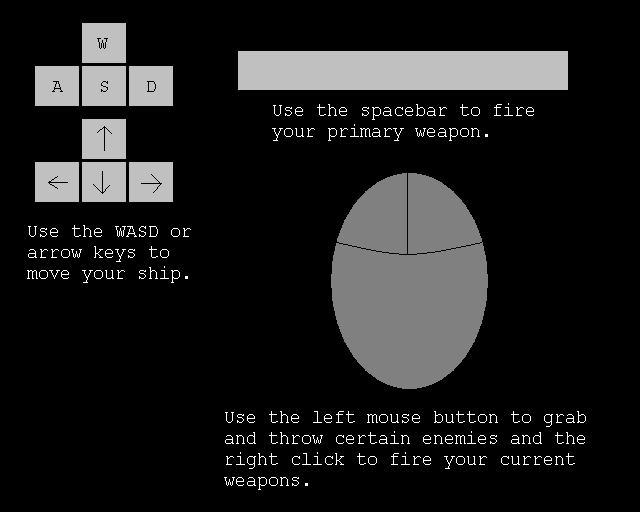 W
A S D
↑
← ↓ →
Use the WASD or
arrow keys to
move your ship.
Use the spacebar to fire
your primary weapon.
Use the left mouse button to grab
and throw certain enemies and the
right click to fire your current
weapons.